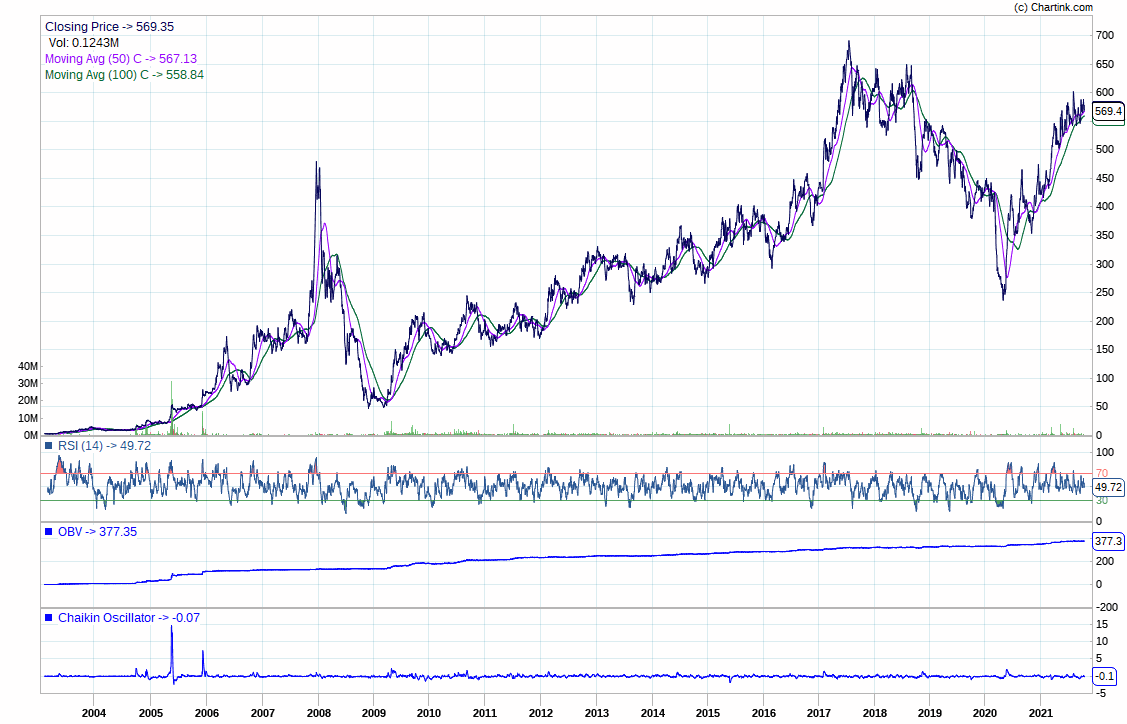 (c) Chartink.com
Closing Price -> 569.35
Vol: 0.1243M
Moving Avg (50) C -> 567.13
Moving Avg (100) C -> 558.84
700
650
600
569.4
500
450
400
350
300
250
200
150
100
50
0
40M
30M
20M
10M
0M
RSI (14) -> 49.72
100
70
49.72
30
0
OBV -> 377.35
377.3
200
0
-200
Chaikin Oscillator -> -0.07
15
10
5
-0.1
-5
2004 2005 2006 2007 2008 2009 2010 2011 2012 2013 2014 2015 2016 2017 2018 2019 2020 2021